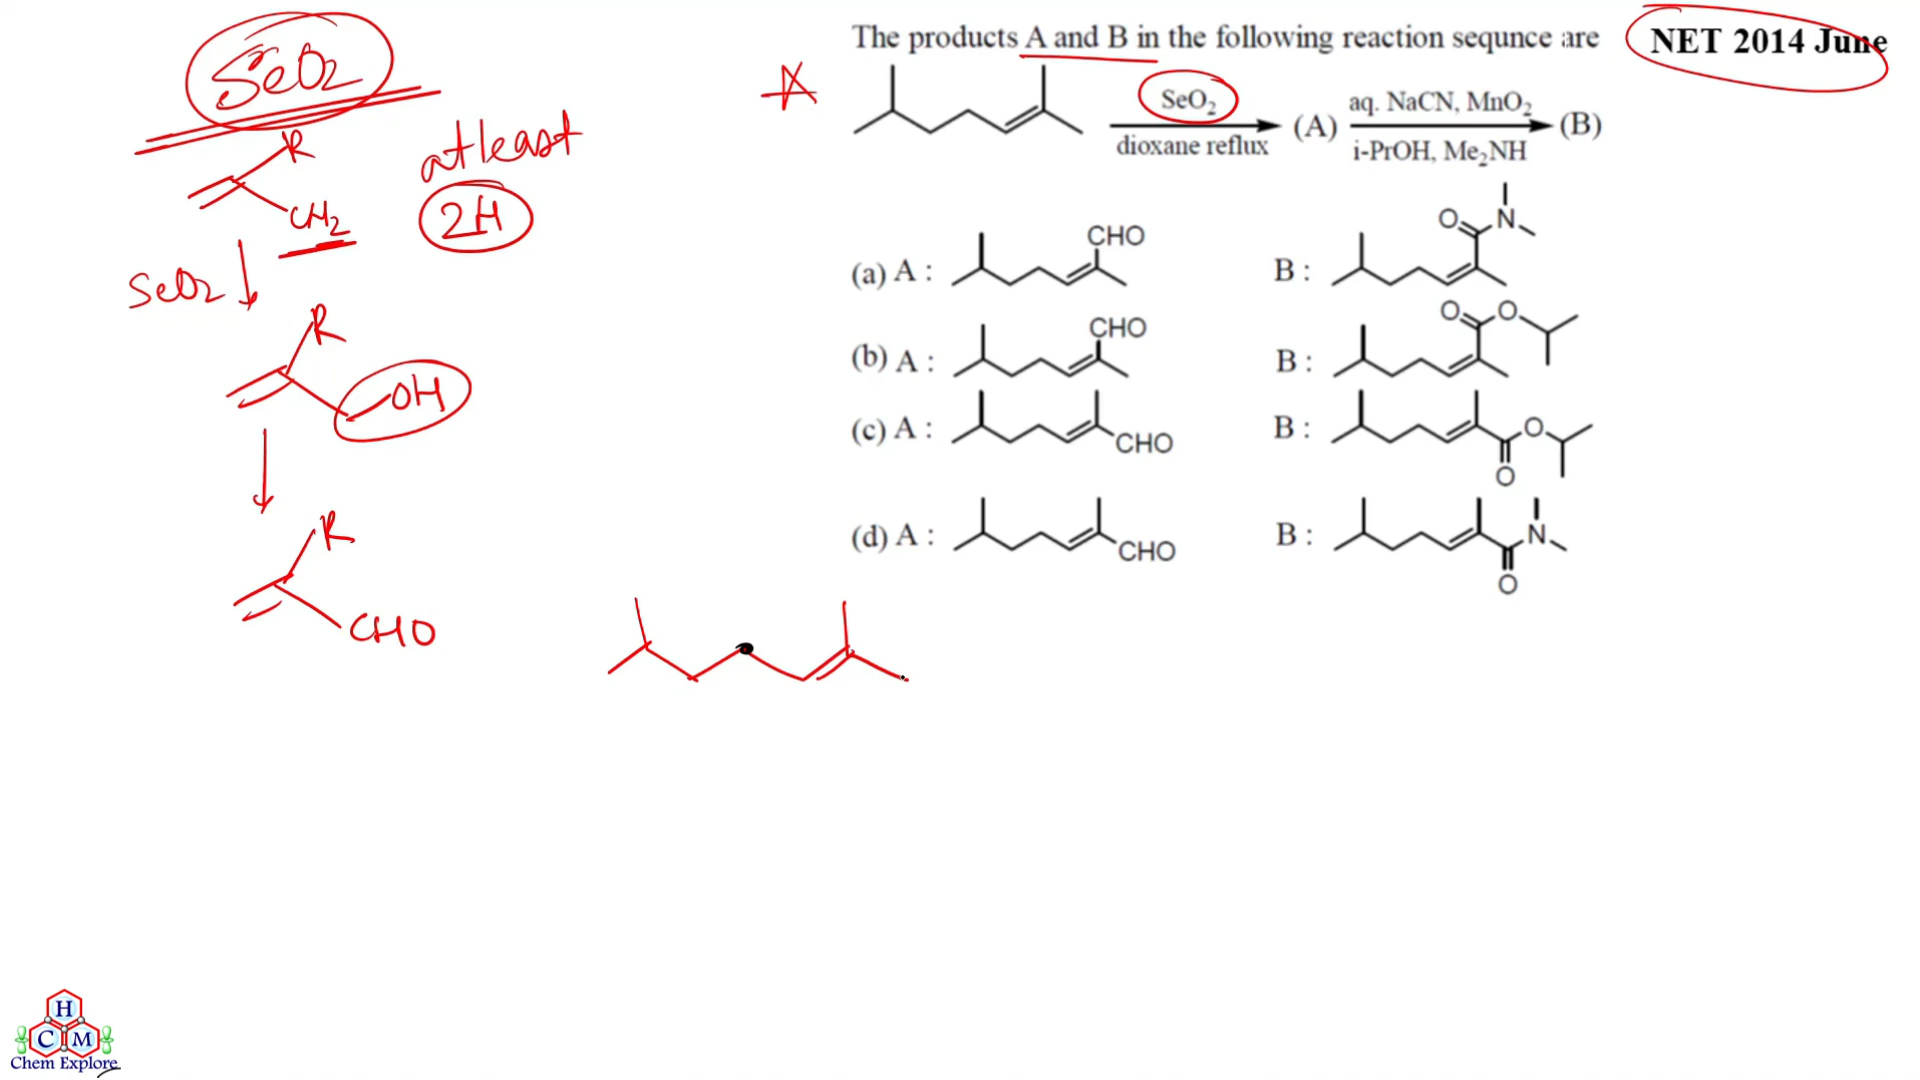 The products A and B in the following reaction sequnce are
NET 2014 June
SeO2
R
CH2
atleast
2H
SeO2
R
OH
R
CHO
SeO2
dioxane reflux
(A)
aq. NaCN, MnO2
i-PrOH, Me2NH
(B)
(a) A :
CHO
B :
O
N
(b) A :
CHO
B :
O
O
(c) A :
CHO
B :
O
O
(d) A :
CHO
B :
N
O
H
C M
Chem Explore